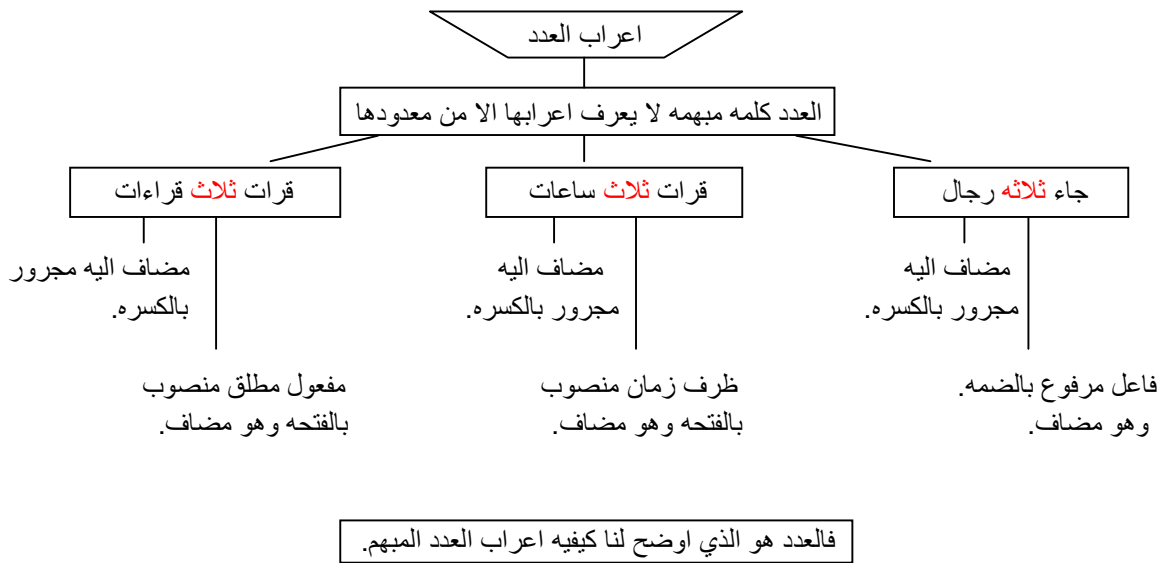 اعراب العدد
العدد كلمه مبهمه لا يعرف اعرابها الا من معدودها
جاء ثلاثه رجال
مضاف اليه
مجرور بالكسره.
فاعل مرفوع بالضمه.
وهو مضاف.
قرات ثلاث ساعات
مضاف اليه
مجرور بالكسره.
ظرف زمان منصوب
بالفتحه وهو مضاف.
قرات ثلاث قراءات
مضاف اليه مجرور
بالكسره.
مفعول مطلق منصوب
بالفتحه وهو مضاف.
فالعدد هو الذي اوضح لنا كيفيه اعراب العدد المبهم.